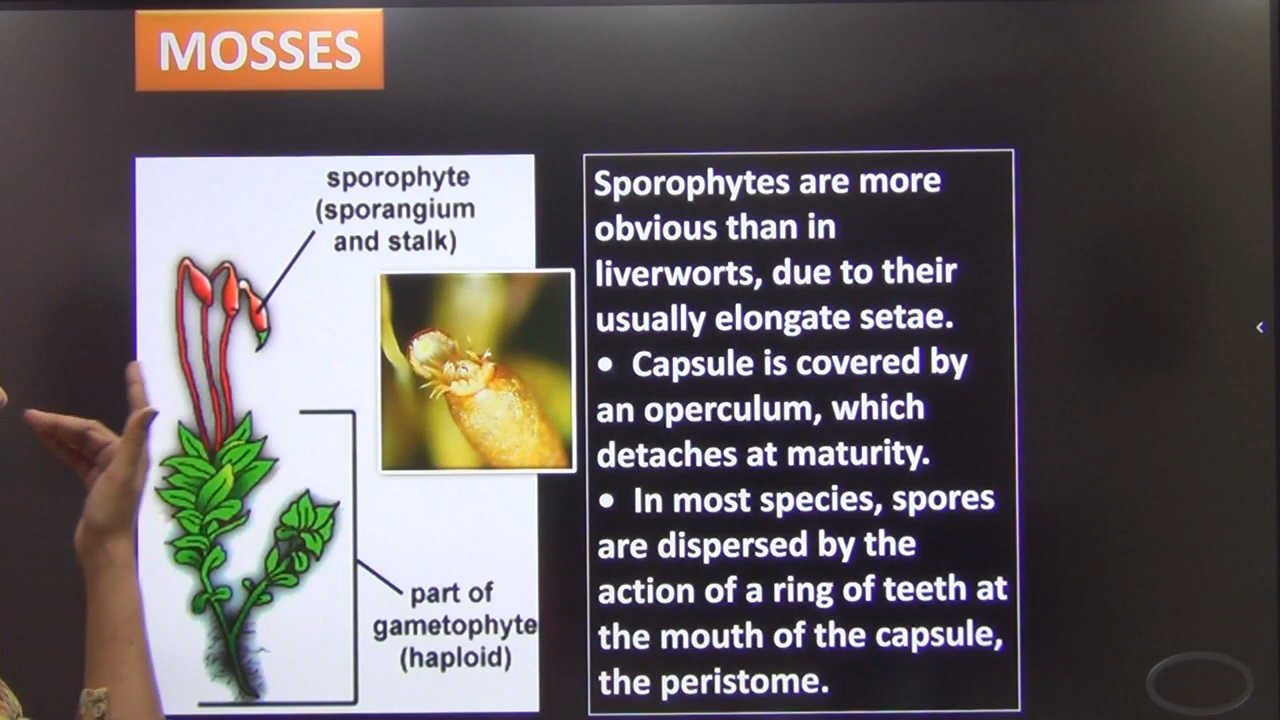 MOSSES
sporophyte
(sporangium
and stalk)
part of
gametophyte
(haploid)
Sporophytes are more
obvious than in
liverworts, due to their
usually elongate setae.
• Capsule is covered by
an operculum, which
detaches at maturity.
• In most species, spores
are dispersed by the
action of a ring of teeth at
the mouth of the capsule,
the peristome.